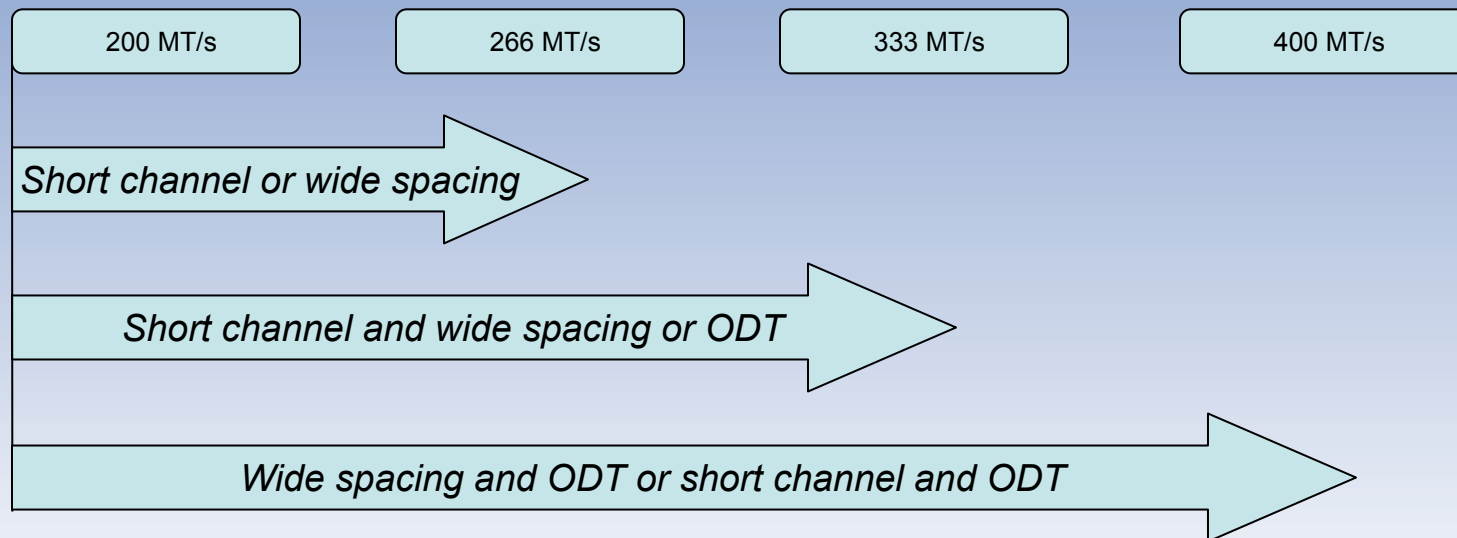 200 MT/s
266 MT/s
333 MT/s
400 MT/s
Short channel or wide spacing
Short channel and wide spacing or ODT
Wide spacing and ODT or short channel and ODT